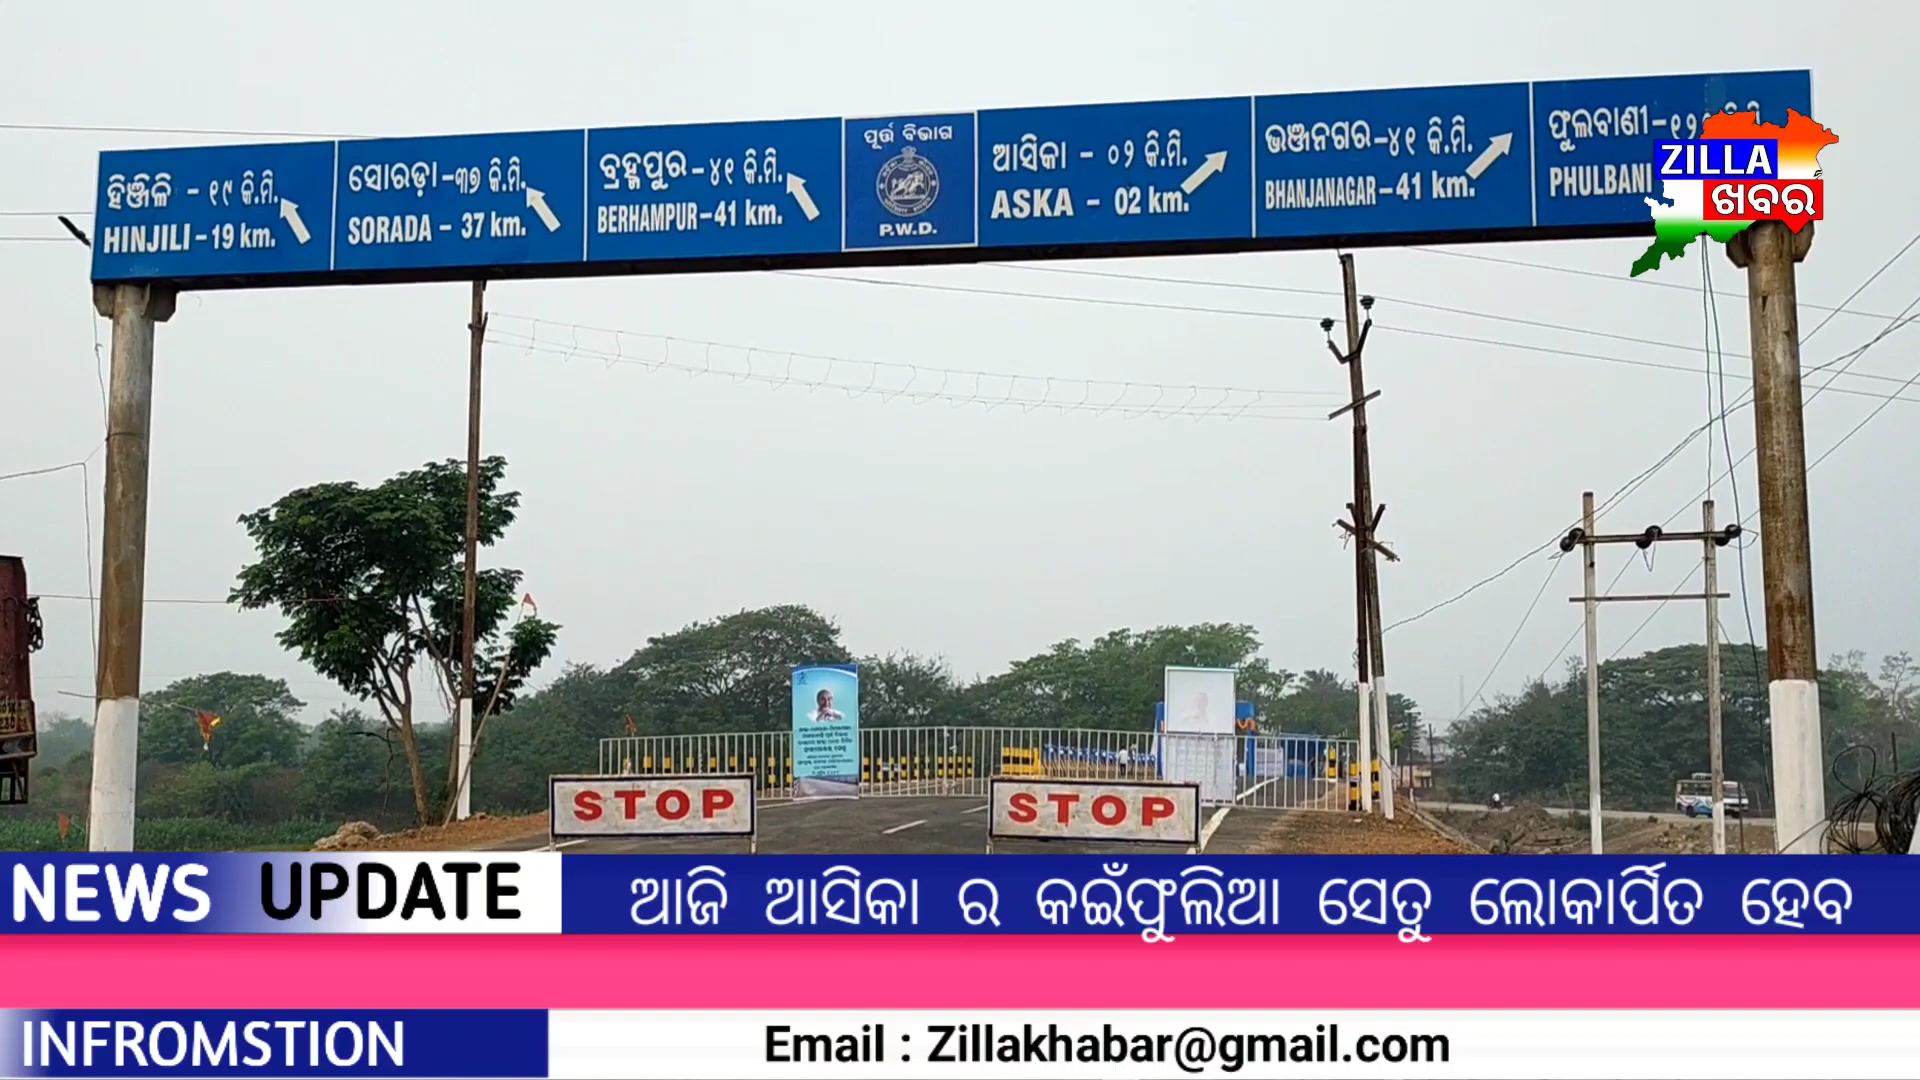 ହିଞ୍ଜିଳି - ୧୯ କି.ମି.
HINJILI - 19 km.
ସୋରଡ଼ା - ୩୭ କି.ମି.
SORADA - 37 km.
ବ୍ରହ୍ମପୁର - ୪୧ କି.ମି.
BERHAMPUR - 41 km.
ପୂର୍ତ୍ତ ବିଭାଗ
P.W.D.
ଆସିକା - ୦୨ କି.ମି.
ASKA - 02 km.
ଭଞ୍ଜନଗର - ୪୧ କି.ମି.
BHANJANAGAR - 41 km.
ଫୁଲବାଣୀ -
PHULBANI
ZILLA
ଖବର
STOP
STOP
NEWS UPDATE
ଆଜି ଆସିକା ର କଇଁଫୁଲିଆ ସେତୁ ଲୋକାର୍ପିତ ହେବ
INFROMSTION
Email : Zillakhabar@gmail.com